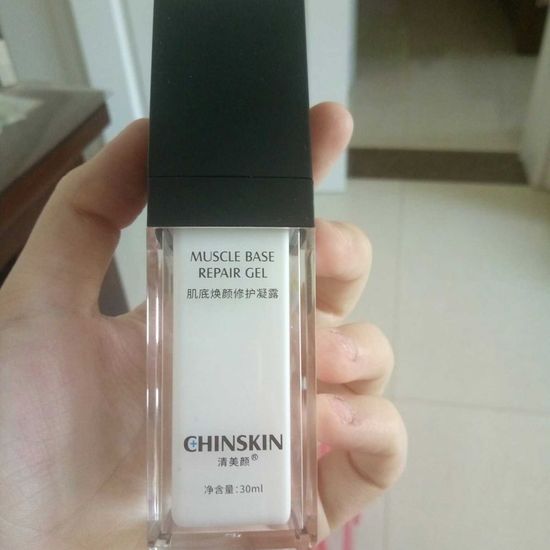 MUSCLE BASE
REPAIR GEL
肌底焕颜修护凝露
CHINSKIN
清美颜®
净含量:30ml